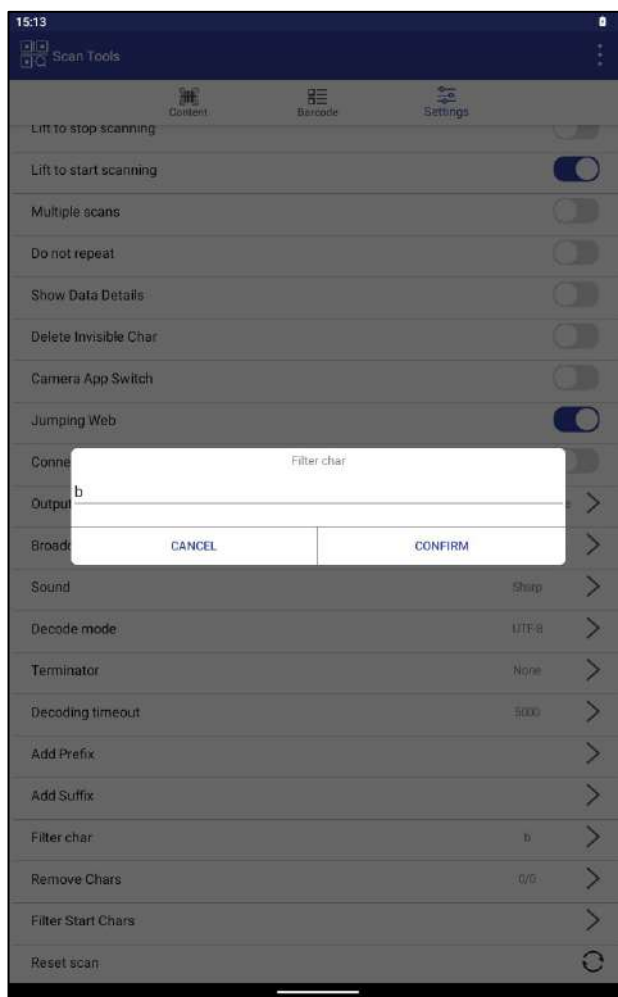 15:13
Scan Tools
Content
Barcode
Settings
Lift to stop scanning
Lift to start scanning
Multiple scans
Do not repeat
Show Data Details
Delete Invisible Char
Camera App Switch
Jumping Web
Conne
Filter char
b
Output
Broadc
CANCEL
CONFIRM
Sound Sharp
Decode mode UTF-8
Terminator None
Decoding timeout 5000
Add Prefix
Add Suffix
Filter char b
Remove Chars 0/0
Filter Start Chars
Reset scan